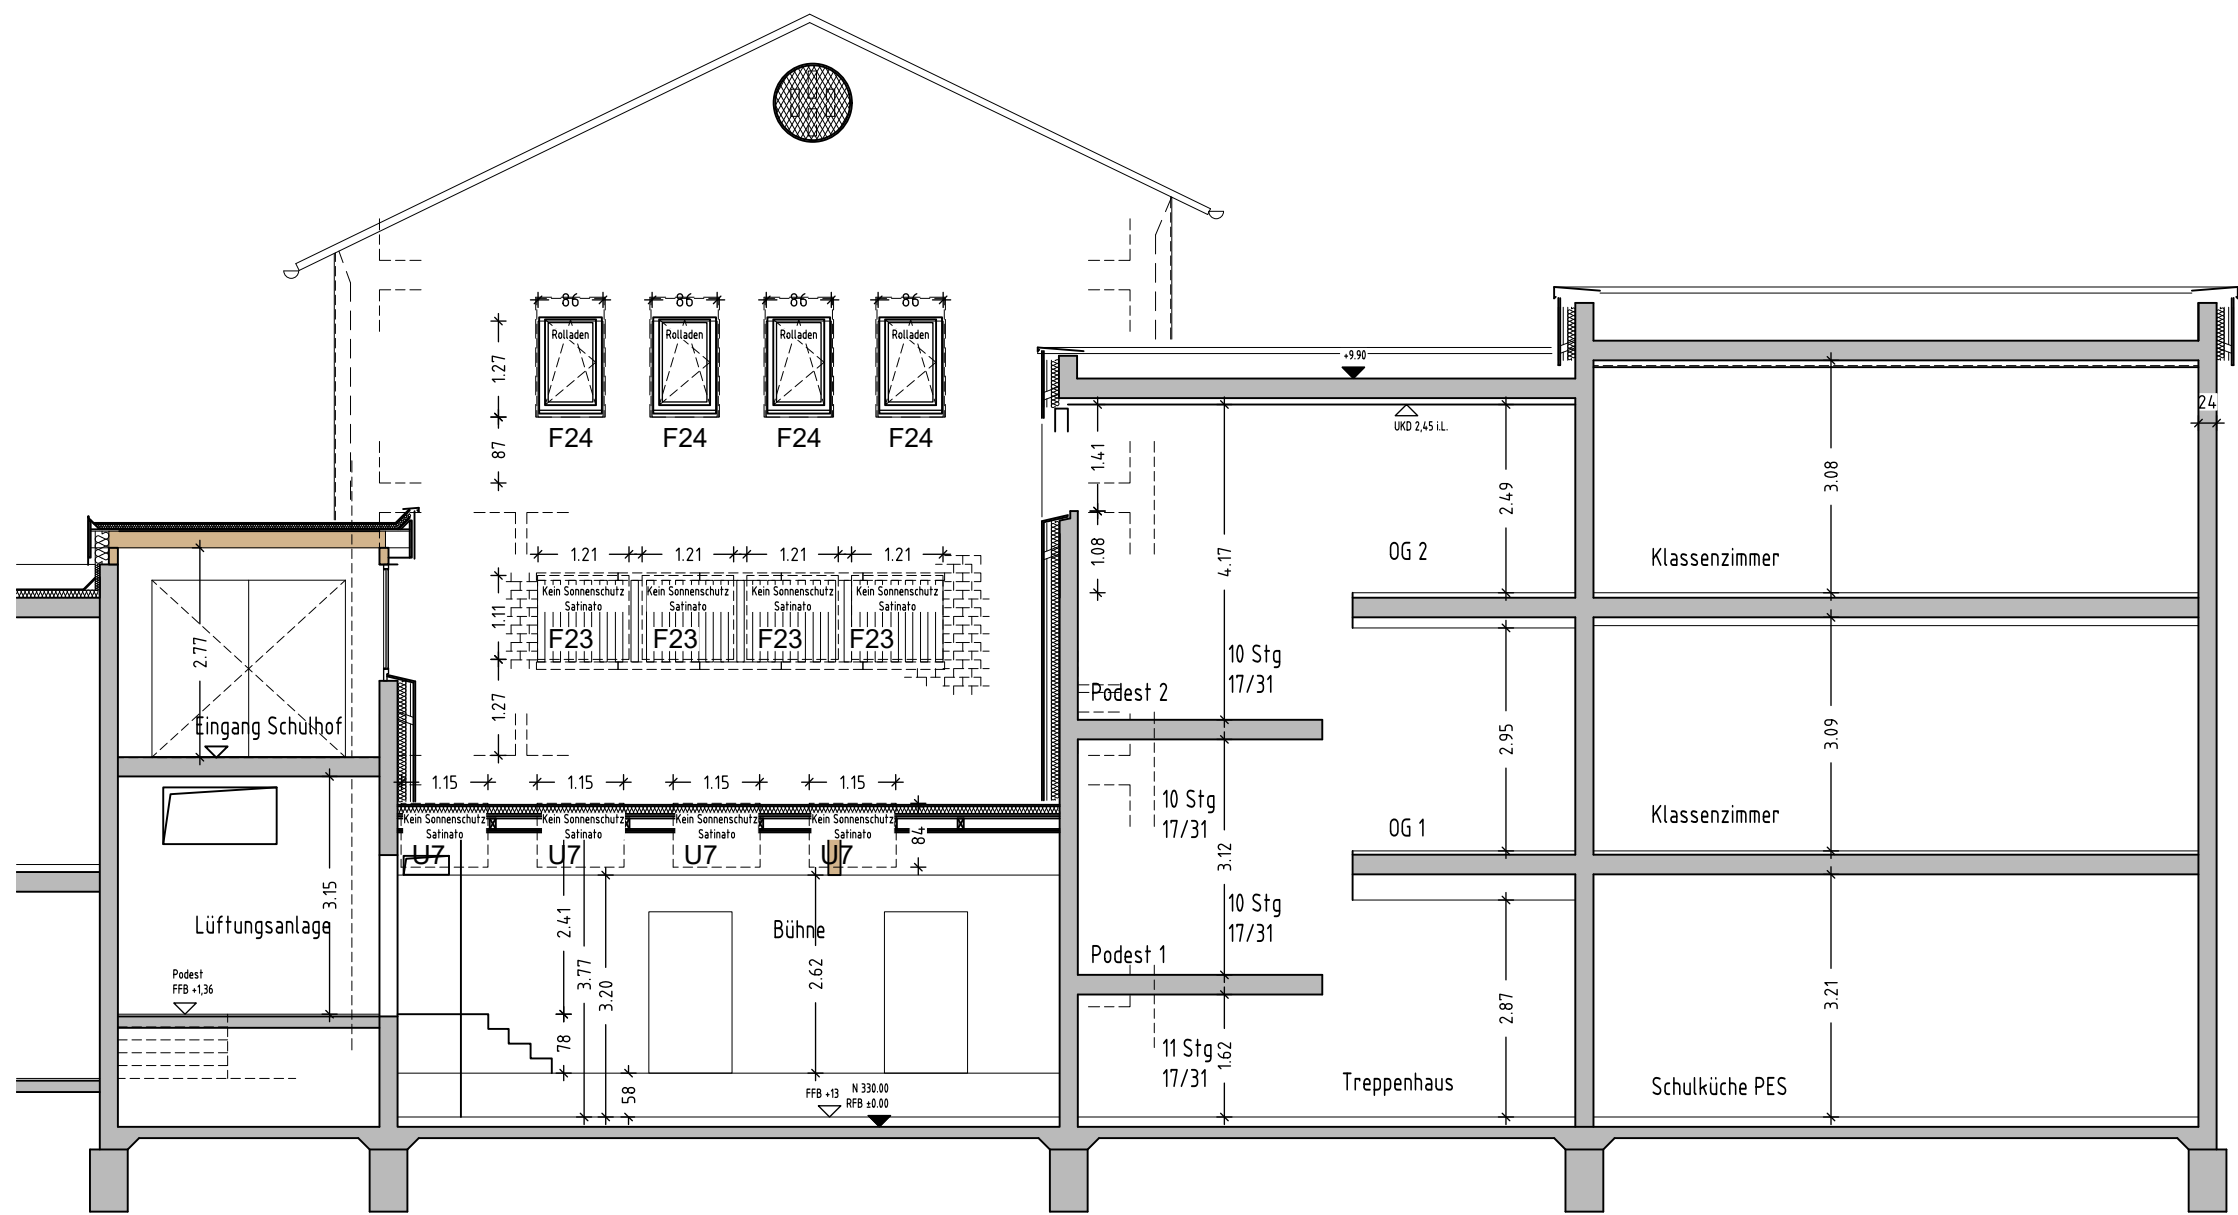 86
86
86
86
Rolladen
Rolladen
Rolladen
Rolladen
1.27
+9.90
24
UKD 2,45 i.L.
F24
F24
F24
F24
87
1.41
2.49
3.08
1.21
1.21
1.21
1.21
1.08
4.17
OG 2
Klassenzimmer
Kein Sonnenschutz
Satinato
Kein Sonnenschutz
Satinato
Kein Sonnenschutz
Satinato
Kein Sonnenschutz
Satinato
1.11
F23
F23
F23
F23
2.77
10 Stg
17/31
Podest 2
1.27
Eingang Schulhof
2.95
3.09
1.15
1.15
1.15
1.15
10 Stg
17/31
Kein Sonnenschutz
Satinato
Kein Sonnenschutz
Satinato
Kein Sonnenschutz
Satinato
Kein Sonnenschutz
Satinato
84
OG 1
Klassenzimmer
U7
U7
U7
U7
3.12
3.15
2.41
Lüftungsanlage
Bühne
10 Stg
17/31
Podest 1
Podest
FFB +1,36
3.77
3.20
2.62
2.87
3.21
78
11 Stg
17/31
1.62
58
FFB +13
N 330.00
RFB ±0.00
Treppenhaus
Schulküche PES